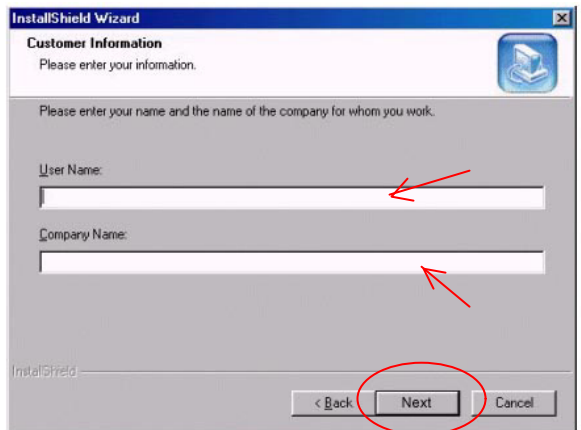 InstallShield Wizard
Customer Information
Please enter your information.
Please enter your name and the name of the company for whom you work.
User Name:
Company Name:
InstallShield
< Back Next Cancel